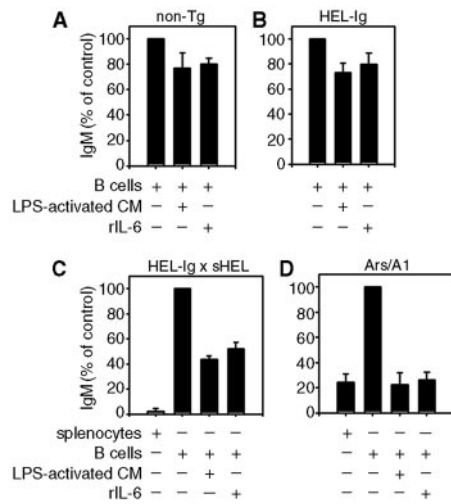 A
non-Tg
IgM (% of control)
100
80
60
40
20
0
B cells + + +
LPS-activated CM − + −
rIL-6 − − +
B
HEL-Ig
100
80
60
40
20
0
+ + +
− + −
− − +
C
HEL-Ig x sHEL
IgM (% of control)
100
80
60
40
20
0
splenocytes + − − −
B cells − + + +
LPS-activated CM − − + −
rIL-6 − − − +
D
Ars/A1
100
80
60
40
20
0
+ − − −
− + + +
− − + −
− − − +